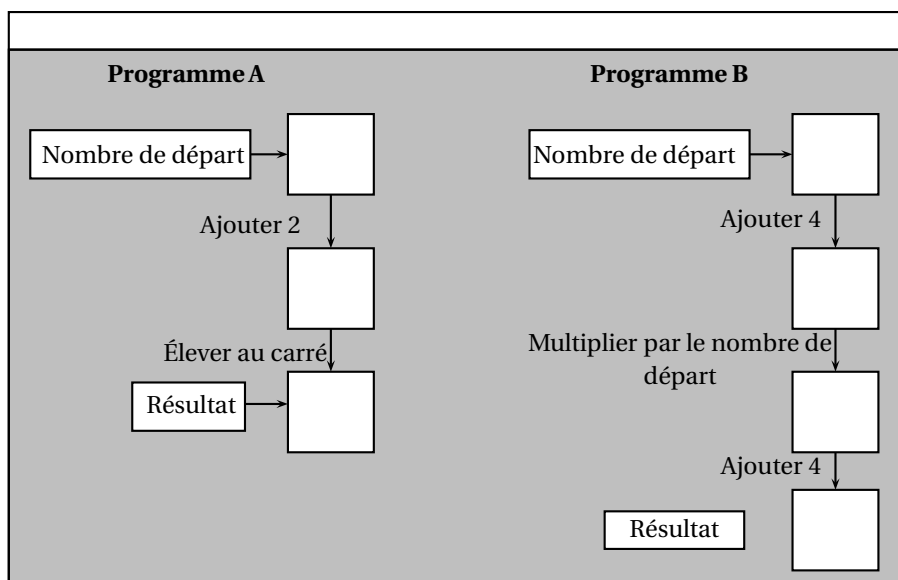 Programme A
Nombre de départ
Ajouter 2
Élever au carré
Résultat
Programme B
Nombre de départ
Ajouter 4
Multiplier par le nombre de
départ
Ajouter 4
Résultat